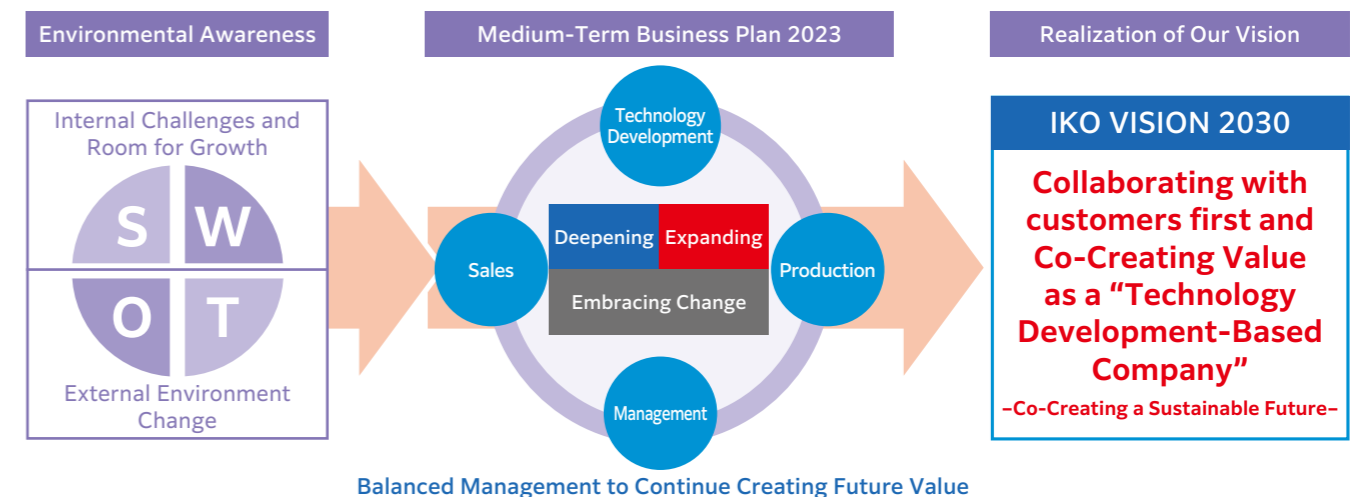 Environmental Awareness
Internal Challenges and
Room for Growth
S W
O T
External Environment
Change
Medium-Term Business Plan 2023
Technology
Development
Sales
Deepening Expanding
Embracing Change
Production
Management
Balanced Management to Continue Creating Future Value
Realization of Our Vision
IKO VISION 2030
Collaborating with
customers first and
Co-Creating Value
as a “Technology
Development-Based
Company”
–Co-Creating a Sustainable Future–